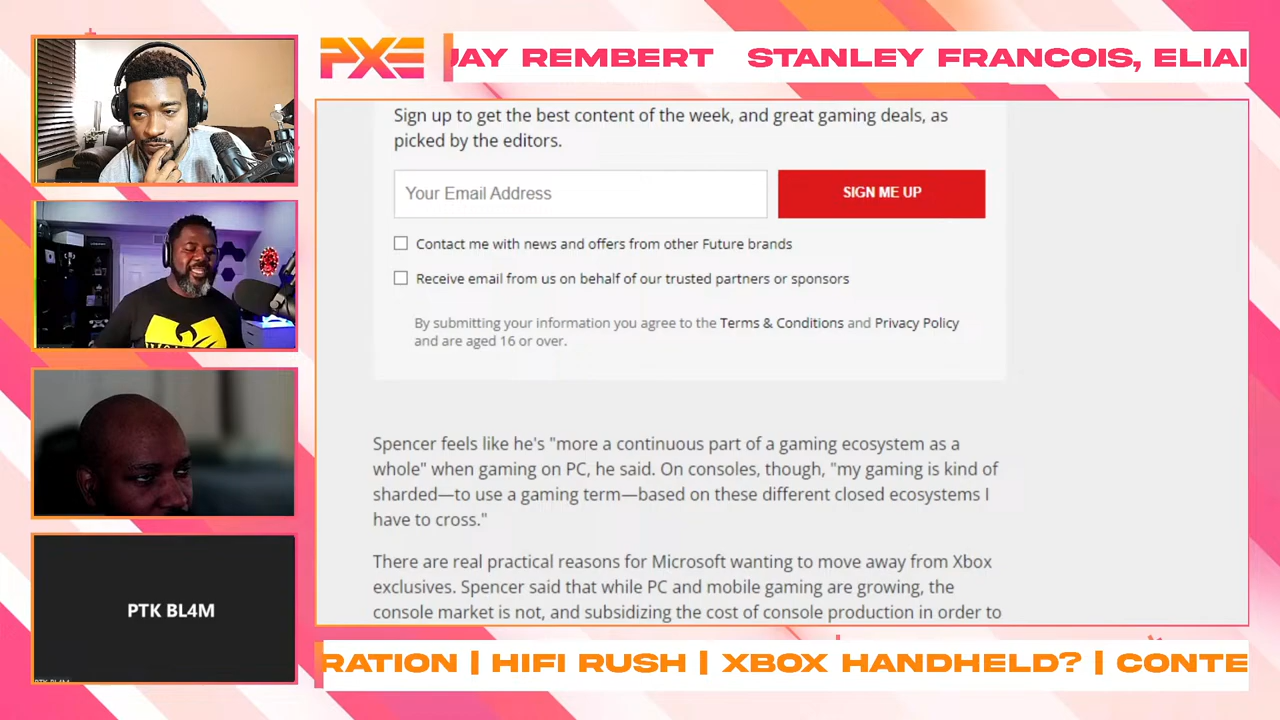 PXE
JAY REMBERT STANLEY FRANCOIS, ELIAI
Sign up to get the best content of the week, and great gaming deals, as
picked by the editors.
Your Email Address
SIGN ME UP
Contact me with news and offers from other Future brands
Receive email from us on behalf of our trusted partners or sponsors
By submitting your information you agree to the Terms & Conditions and Privacy Policy
and are aged 16 or over.
Spencer feels like he's "more a continuous part of a gaming ecosystem as a
whole" when gaming on PC, he said. On consoles, though, "my gaming is kind of
sharded—to use a gaming term—based on these different closed ecosystems I
have to cross."
There are real practical reasons for Microsoft wanting to move away from Xbox
exclusives. Spencer said that while PC and mobile gaming are growing, the
console market is not, and subsidizing the cost of console production in order to
PTK BL4M
RATION | HIFI RUSH | XBOX HANDHELD? | CONTE